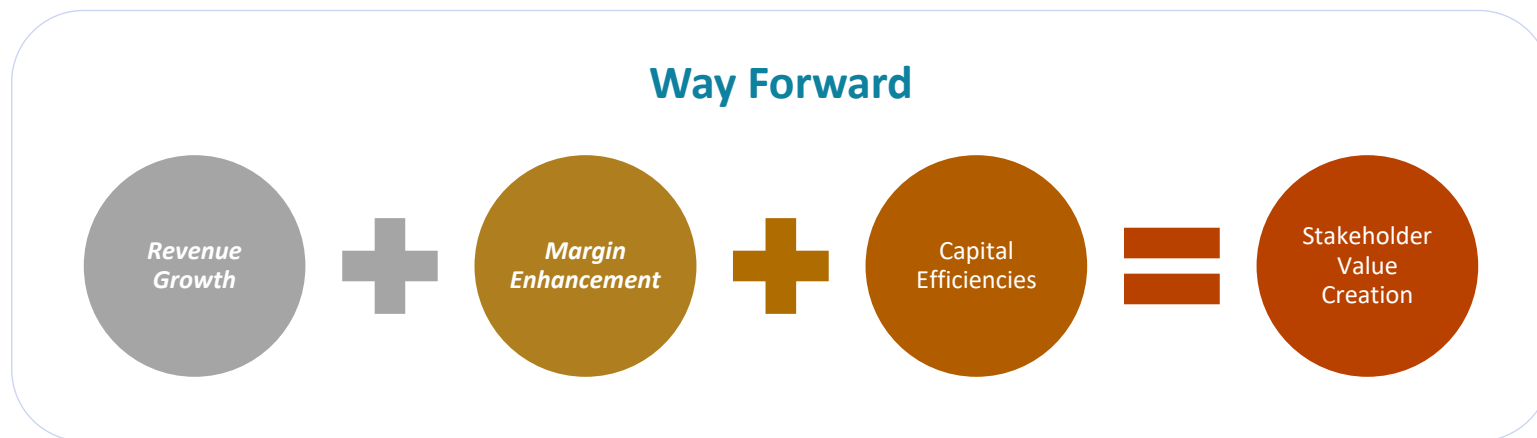 Way Forward
Revenue
Growth
Margin
Enhancement
Capital
Efficiencies
Stakeholder
Value
Creation